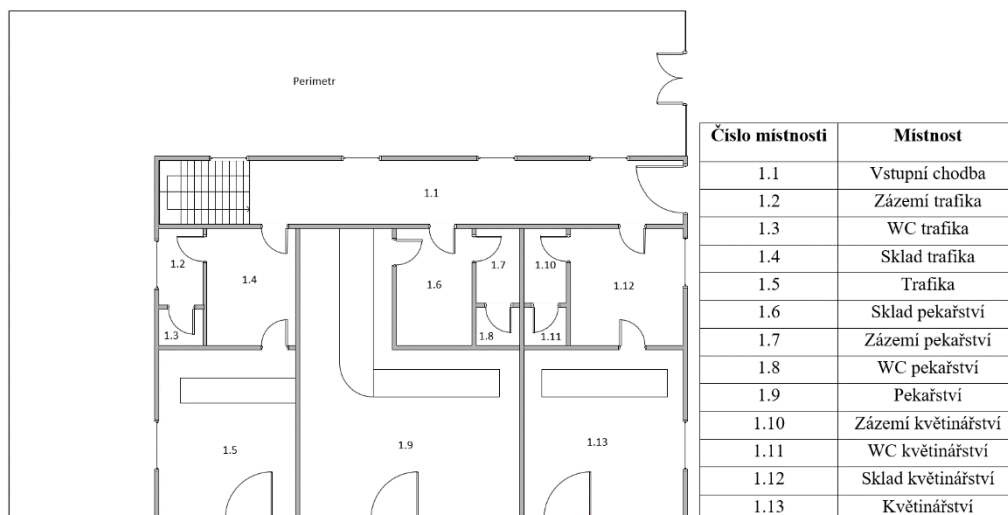 Perimetr
1.1
1.2
1.4
1.6
1.7
1.10
1.12
1.3
1.8
1.11
1.5
1.9
1.13
Číslo místnosti Místnost
1.1 Vstupní chodba
1.2 Zázemí trafika
1.3 WC trafika
1.4 Sklad trafika
1.5 Trafika
1.6 Sklad pekařství
1.7 Zázemí pekařství
1.8 WC pekařství
1.9 Pekařství
1.10 Zázemí květinářství
1.11 WC květinářství
1.12 Sklad květinářství
1.13 Květinářství